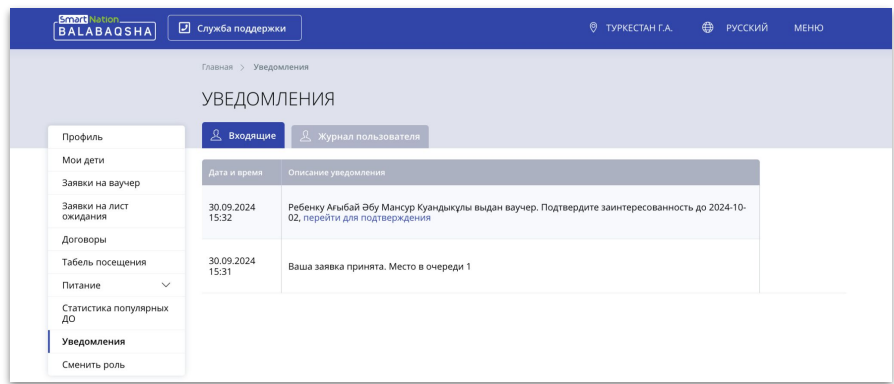 Smart Nation
BALABAQSHA
Служба поддержки
ТУРКЕСТАН Г.А.
РУССКИЙ
МЕНЮ
Главная > Уведомления
УВЕДОМЛЕНИЯ
Входящие
Журнал пользователя
Профиль
Мои дети
Заявки на ваучер
Заявки на лист
ожидания
Договоры
Табель посещения
Питание
Статистика популярных
ДО
Уведомления
Сменить роль
Дата и время
Описание уведомления
30.09.2024
15:32
Ребенку Ағыбай Әбу Мансур Куандыкұлы выдан ваучер. Подтвердите заинтересованность до 2024-10-
02, перейти для подтверждения
30.09.2024
15:31
Ваша заявка принята. Место в очереди 1